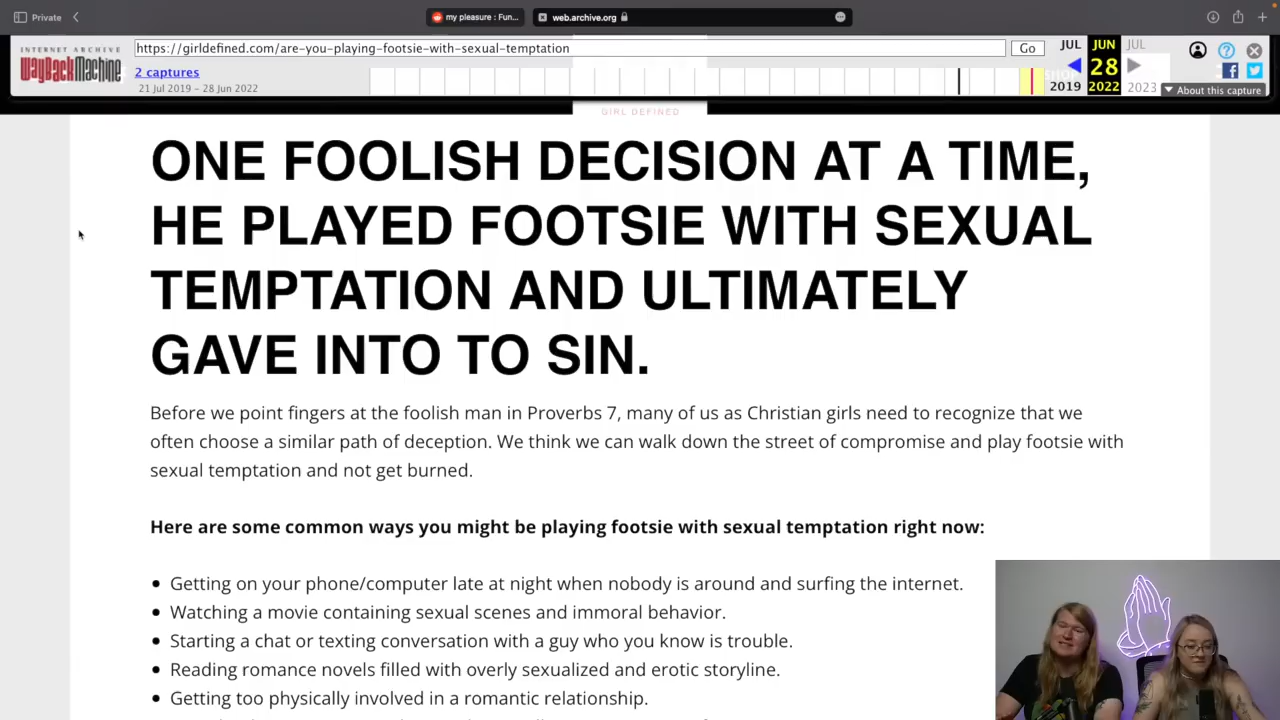 Private
my pleasure : Fun...
web.archive.org
INTERNET ARCHIVE
WayBackMachine
https://girldefined.com/are-you-playing-footsie-with-sexual-temptation
Go
JUL
JUN
JUL
2 captures
28
21 Jul 2019 – 28 Jun 2022
2019
2022
2023
About this capture
GIRL DEFINED
ONE FOOLISH DECISION AT A TIME,
HE PLAYED FOOTSIE WITH SEXUAL
TEMPTATION AND ULTIMATELY
GAVE INTO TO SIN.
Before we point fingers at the foolish man in Proverbs 7, many of us as Christian girls need to recognize that we
often choose a similar path of deception. We think we can walk down the street of compromise and play footsie with
sexual temptation and not get burned.
Here are some common ways you might be playing footsie with sexual temptation right now:
• Getting on your phone/computer late at night when nobody is around and surfing the internet.
• Watching a movie containing sexual scenes and immoral behavior.
• Starting a chat or texting conversation with a guy who you know is trouble.
• Reading romance novels filled with overly sexualized and erotic storyline.
• Getting too physically involved in a romantic relationship.